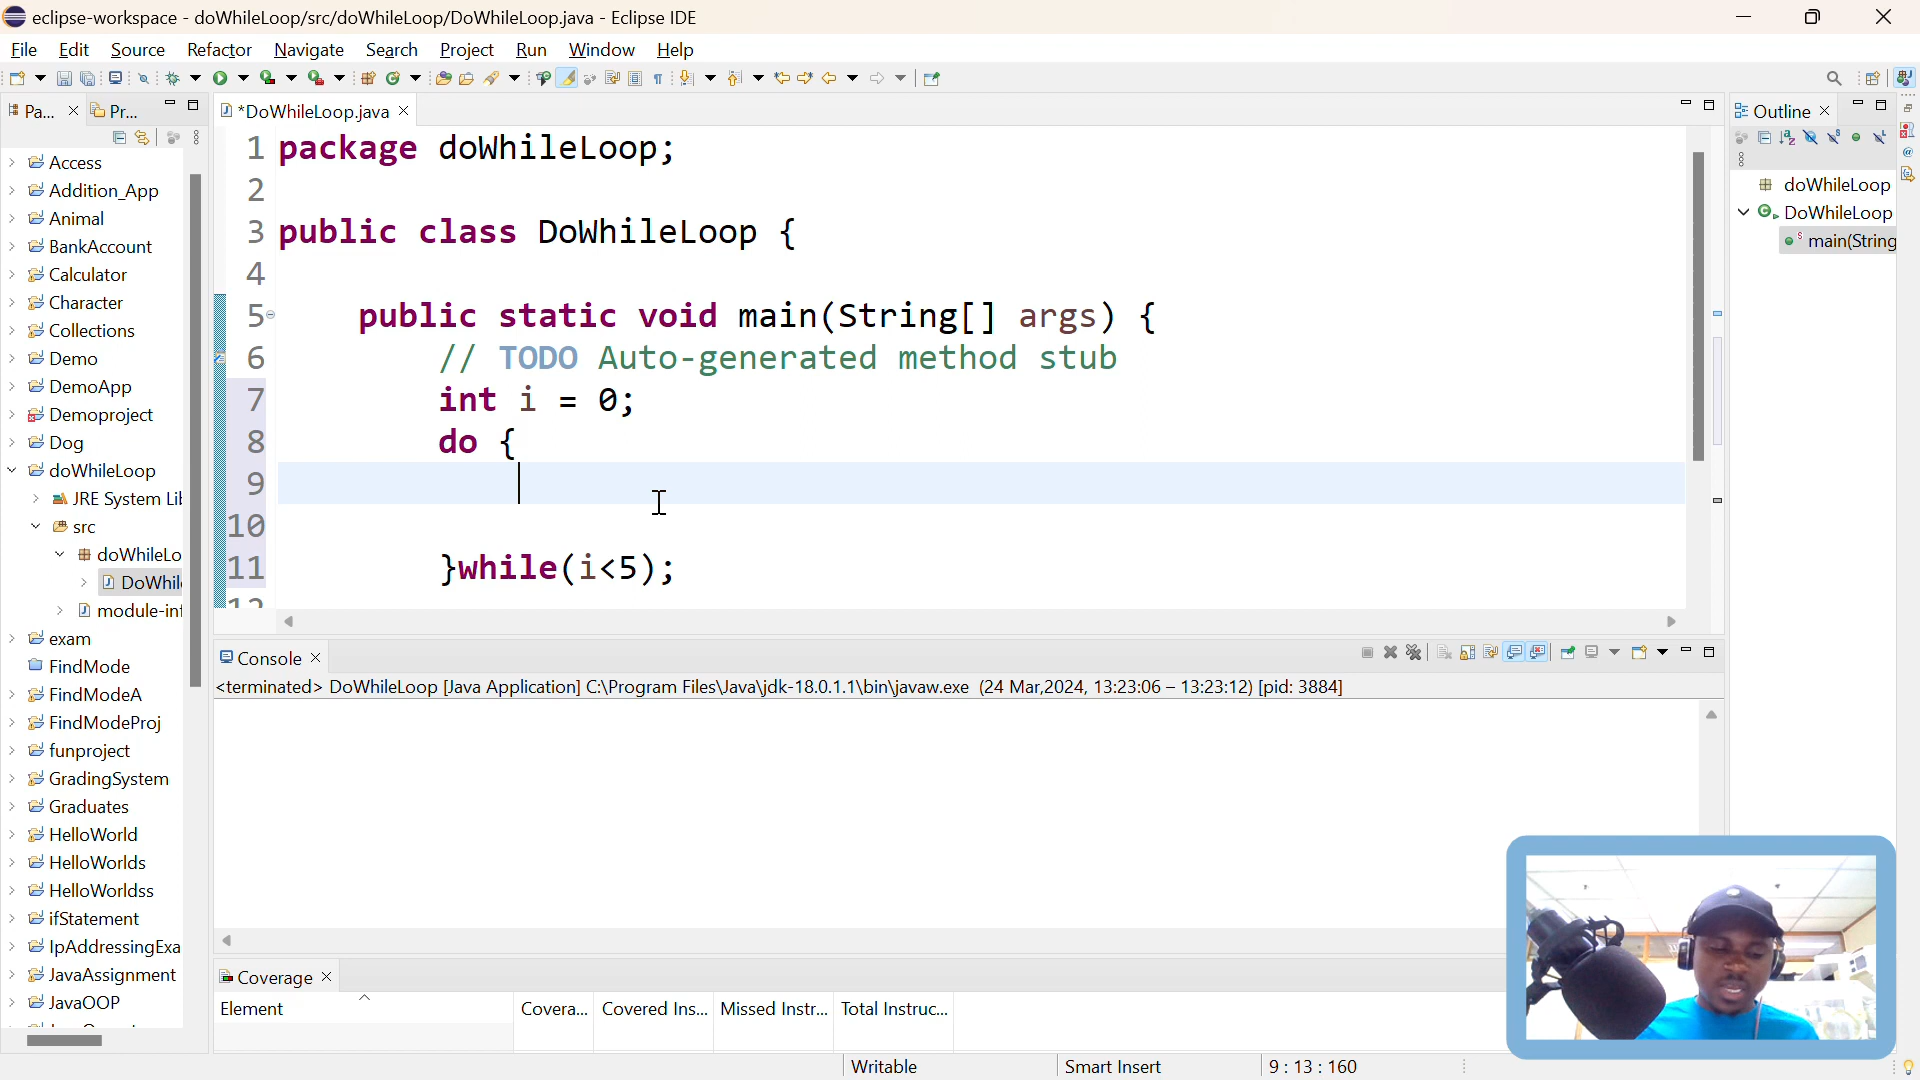 eclipse-workspace - doWhileLoop/src/doWhileLoop/DoWhileLoop.java - Eclipse IDE
File Edit Source Refactor Navigate Search Project Run Window Help
Pa... Pr...
*DoWhileLoop.java
Outline
Access
Addition_App
Animal
BankAccount
Calculator
Character
Collections
Demo
DemoApp
Demoproject
Dog
doWhileLoop
JRE System Lib
src
doWhileLo
DoWhil
module-inf
exam
FindMode
FindModeA
FindModeProj
funproject
GradingSystem
Graduates
HelloWorld
HelloWorlds
HelloWorldss
ifStatement
IpAddressingExa
JavaAssignment
JavaOOP
1 package doWhileLoop;
2
3 public class DoWhileLoop {
4
5 public static void main(String[] args) {
6 // TODO Auto-generated method stub
7 int i = 0;
8 do {
9
10
11 }while(i<5);
12
doWhileLoop
DoWhileLoop
main(String
Console
<terminated> DoWhileLoop [Java Application] C:\Program Files\Java\jdk-18.0.1.1\bin\javaw.exe (24 Mar,2024, 13:23:06 – 13:23:12) [pid: 3884]
Coverage
Element Covera... Covered Ins... Missed Instr... Total Instruc...
Writable Smart Insert 9 : 13 : 160